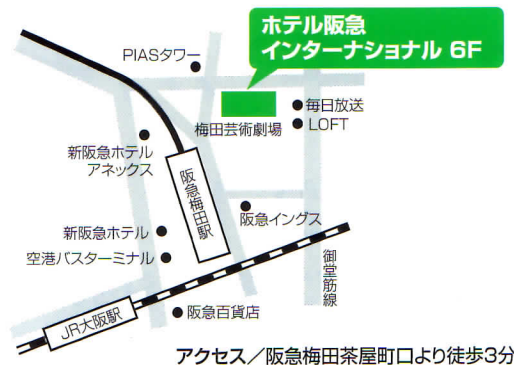 ホテル阪急
インターナショナル 6F
PIASタワー
毎日放送
LOFT
梅田芸術劇場
新阪急ホテル
アネックス
阪急梅田駅
阪急イングス
新阪急ホテル
空港バスターミナル
御堂筋線
JR大阪駅
阪急百貨店
アクセス／阪急梅田茶屋町口より徒歩3分